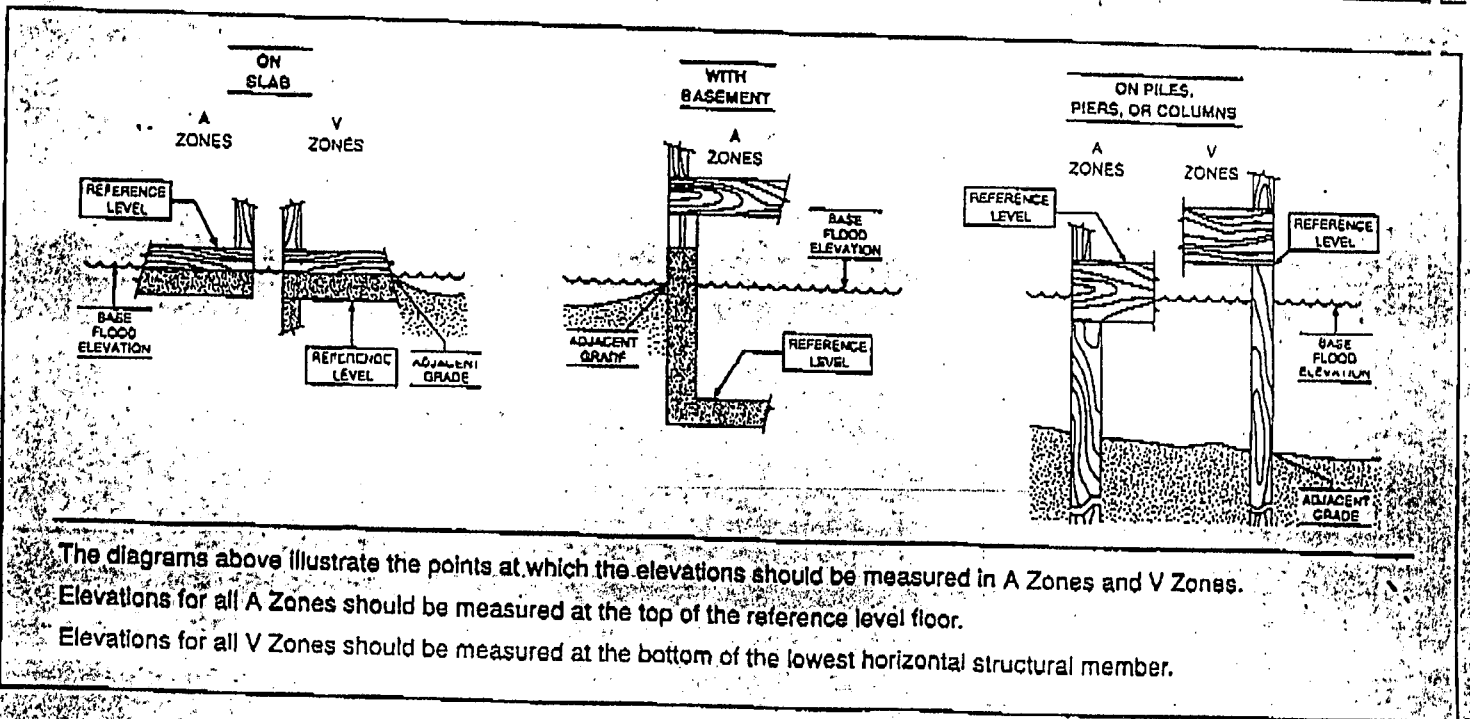 ON
SLAB
A
ZONES
V
ZONES
REFERENCE
LEVEL
BASE
FLOOD
ELEVATION
REFERENCE
LEVEL
ADJACENT
GRADE
WITH
BASEMENT
A
ZONES
BASE
FLOOD
ELEVATION
ADJACENT
GRADE
REFERENCE
LEVEL
ON PILES,
PIERS, OR COLUMNS
A
ZONES
V
ZONES
REFERENCE
LEVEL
REFERENCE
LEVEL
BASE
FLOOD
ELEVATION
ADJACENT
GRADE
The diagrams above illustrate the points at which the elevations should be measured in A Zones and V Zones.
Elevations for all A Zones should be measured at the top of the reference level floor.
Elevations for all V Zones should be measured at the bottom of the lowest horizontal structural member.